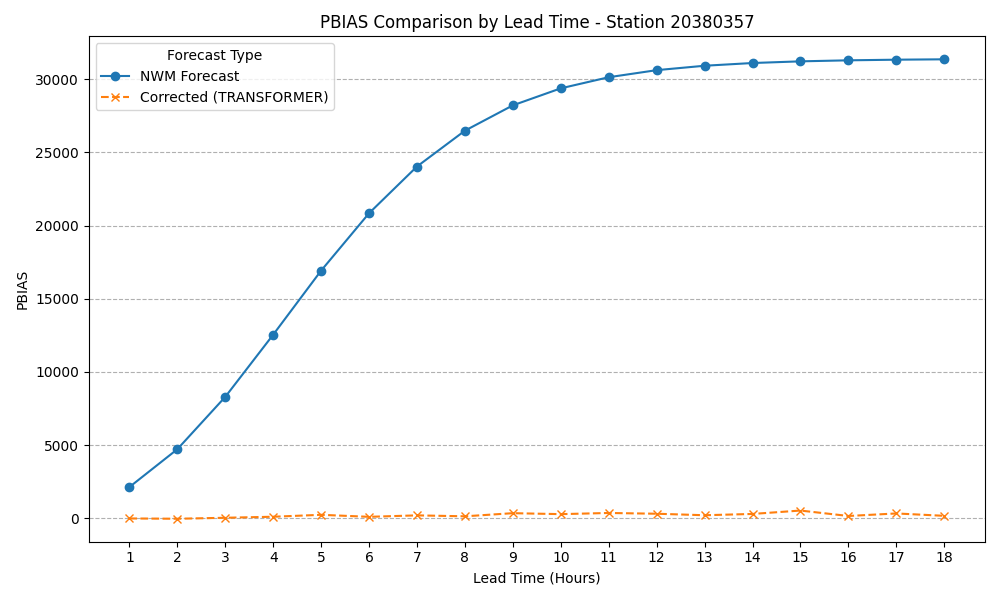 PBIAS Comparison by Lead Time - Station 20380357
Forecast Type
NWM Forecast
Corrected (TRANSFORMER)
30000
25000
20000
15000
10000
5000
0
PBIAS
1 2 3 4 5 6 7 8 9 10 11 12 13 14 15 16 17 18
Lead Time (Hours)